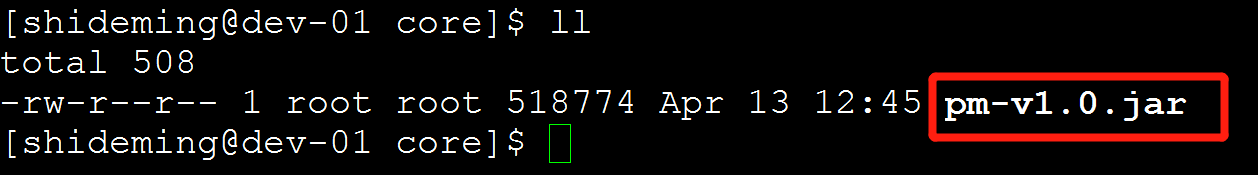 [shideming@dev-01 core]$ ll
total 508
-rw-r--r-- 1 root root 518774 Apr 13 12:45 pm-v1.0.jar
[shideming@dev-01 core]$